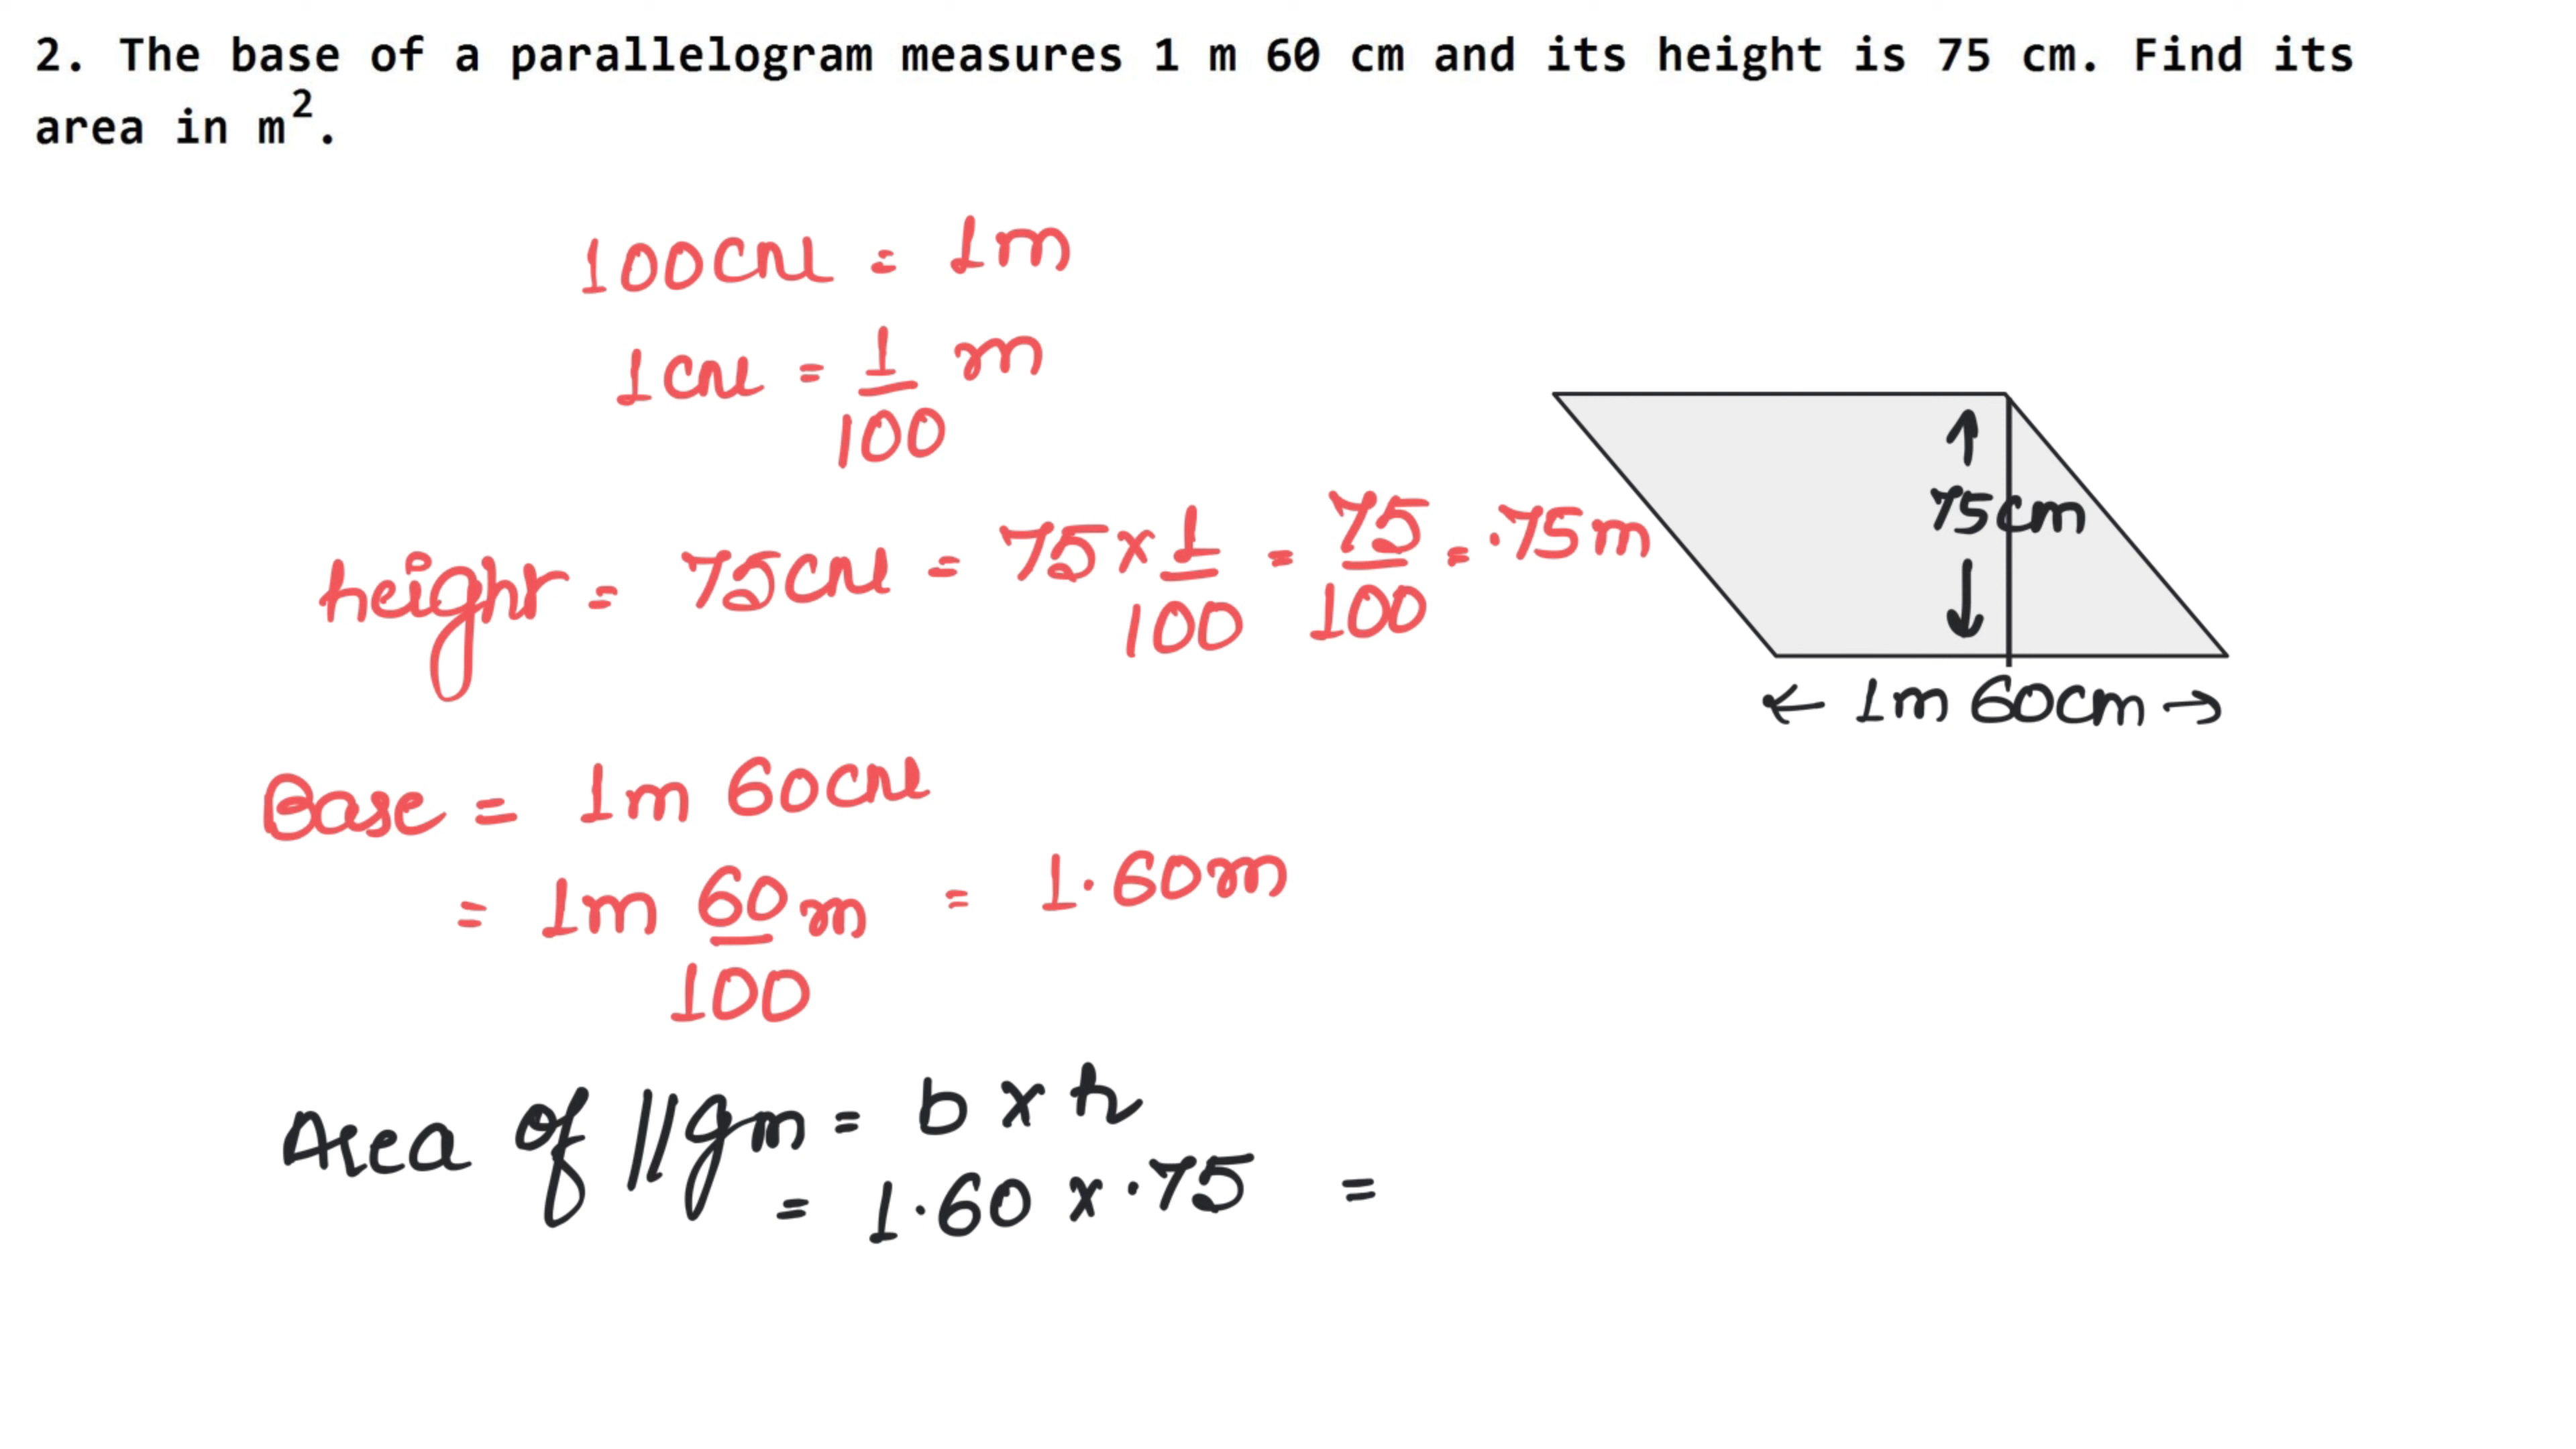 2. The base of a parallelogram measures 1 m 60 cm and its height is 75 cm. Find its
area in m².
100cm = 1m
1cm = 1/100 m
height = 75cm = 75 x 1/100 = 75/100 = .75m
75cm
1m 60cm
Base = 1m 60cm
= 1m 60/100 m = 1.60m
Area of //gm = b x h
= 1.60 x .75 =